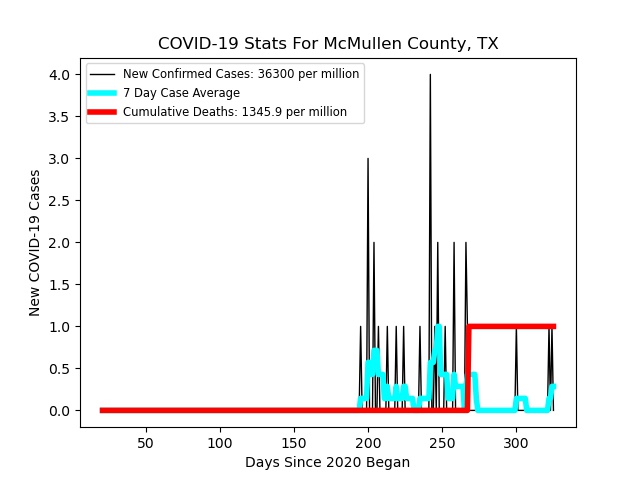 COVID-19 Stats For McMullen County, TX
New Confirmed Cases: 36300 per million
7 Day Case Average
Cumulative Deaths: 1345.9 per million
New COVID-19 Cases
4.0
3.5
3.0
2.5
2.0
1.5
1.0
0.5
0.0
50 100 150 200 250 300
Days Since 2020 Began